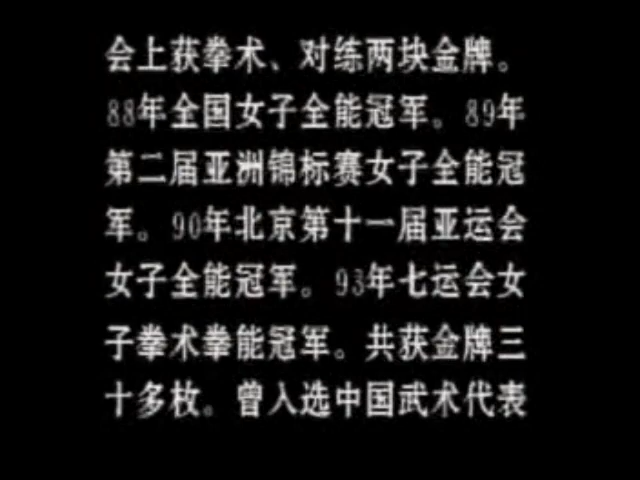 会上获拳术、对练两块金牌。
88年全国女子全能冠军。89年
第二届亚洲锦标赛女子全能冠
军。90年北京第十一届亚运会
女子全能冠军。93年七运会女
子拳术拳能冠军。共获金牌三
十多枚。曾入选中国武术代表